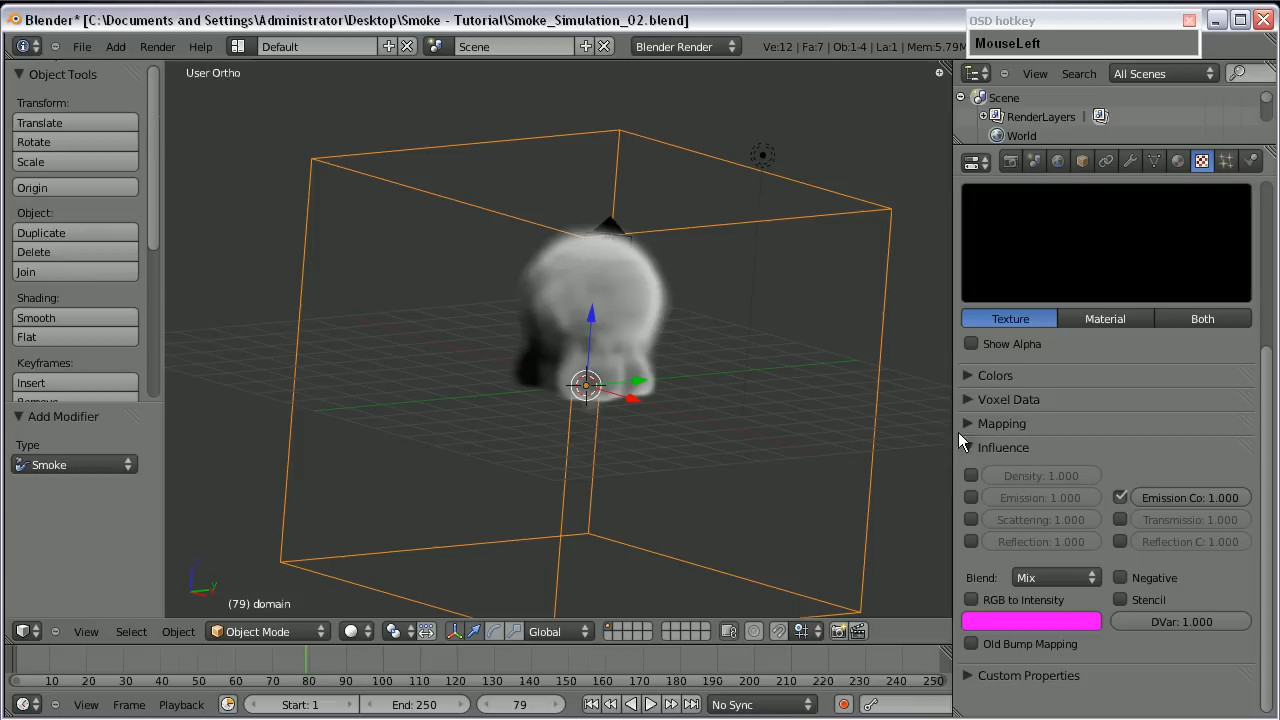 Blender* [C:\Documents and Settings\Administrator\Desktop\Smoke - Tutorial\Smoke_Simulation_02.blend]
OSD hotkey
MouseLeft
File Add Render Help Default Scene Blender Render Ve:12 | Fa:7 | Ob:1-4 | La:1 | Mem:5.79M
Object Tools
Transform:
Translate
Rotate
Scale
Origin
Object:
Duplicate
Delete
Join
Shading:
Smooth
Flat
Keyframes:
Insert
Add Modifier
Type
Smoke
User Ortho
(79) domain
View Select Object Object Mode Global
10 20 30 40 50 60 70 80 90 100 110 120 130 140 150 160 170 180 190 200 210 220 230 240 250
View Frame Playback Start: 1 End: 250 79 No Sync
View Search All Scenes
Scene
RenderLayers |
World
Texture Material Both
Show Alpha
Colors
Voxel Data
Mapping
Influence
Density: 1.000
Emission: 1.000 Emission Co: 1.000
Scattering: 1.000 Transmissio: 1.000
Reflection: 1.000 Reflection C: 1.000
Blend: Mix Negative
RGB to Intensity Stencil
DVar: 1.000
Old Bump Mapping
Custom Properties